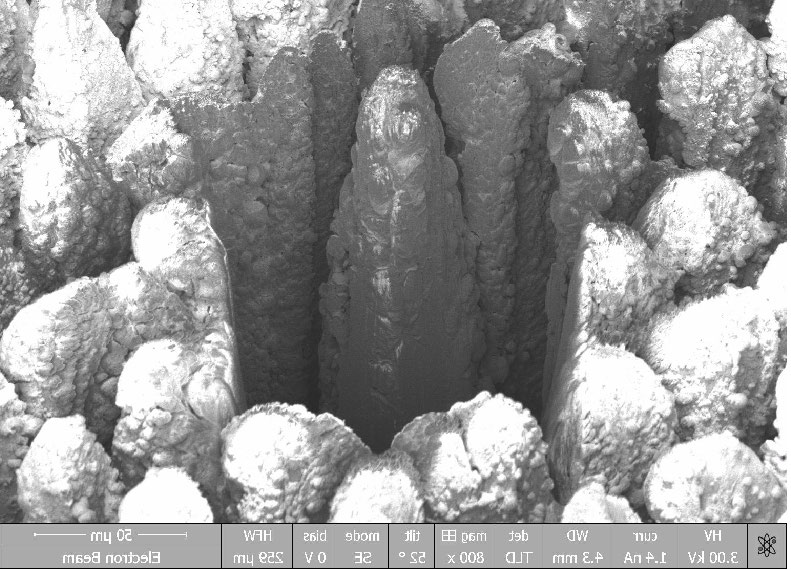 HV curr WD det mag tilt mode bias HFW 50 µm
3.00 kV 1.4 nA 4.3 mm TLD 800 x 52 ° SE 0 V 259 µm Electron Beam